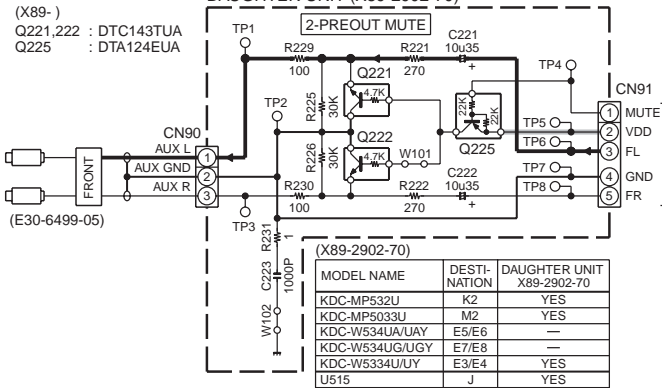 DAUGHTER UNIT (X89-2902-70)
(X89- )
Q221,222 : DTC143TUA
Q225 : DTA124EUA
2-PREOUT MUTE
TP1
R229
100
R221
270
C221
10u35
+
TP4
CN91
Q221
4.7K
R225
30K
TP2
22K
22K
Q225
TP5
TP6
TP7
TP8
1 MUTE
2 VDD
3 FL
4 GND
5 FR
CN90
AUX L 1
AUX GND 2
AUX R 3
FRONT
(E30-6499-05)
Q222
4.7K
W101
R226
30K
TP3
R230
100
R222
270
C222
10u35
+
R231
1
C223
1000P
W102
(X89-2902-70)
MODEL NAME DESTI-NATION DAUGHTER UNIT X89-2902-70
KDC-MP532U K2 YES
KDC-MP5033U M2 YES
KDC-W534UA/UAY E5/E6 —
KDC-W534UG/UGY E7/E8 —
KDC-W5334U/UY E3/E4 YES
U515 J YES